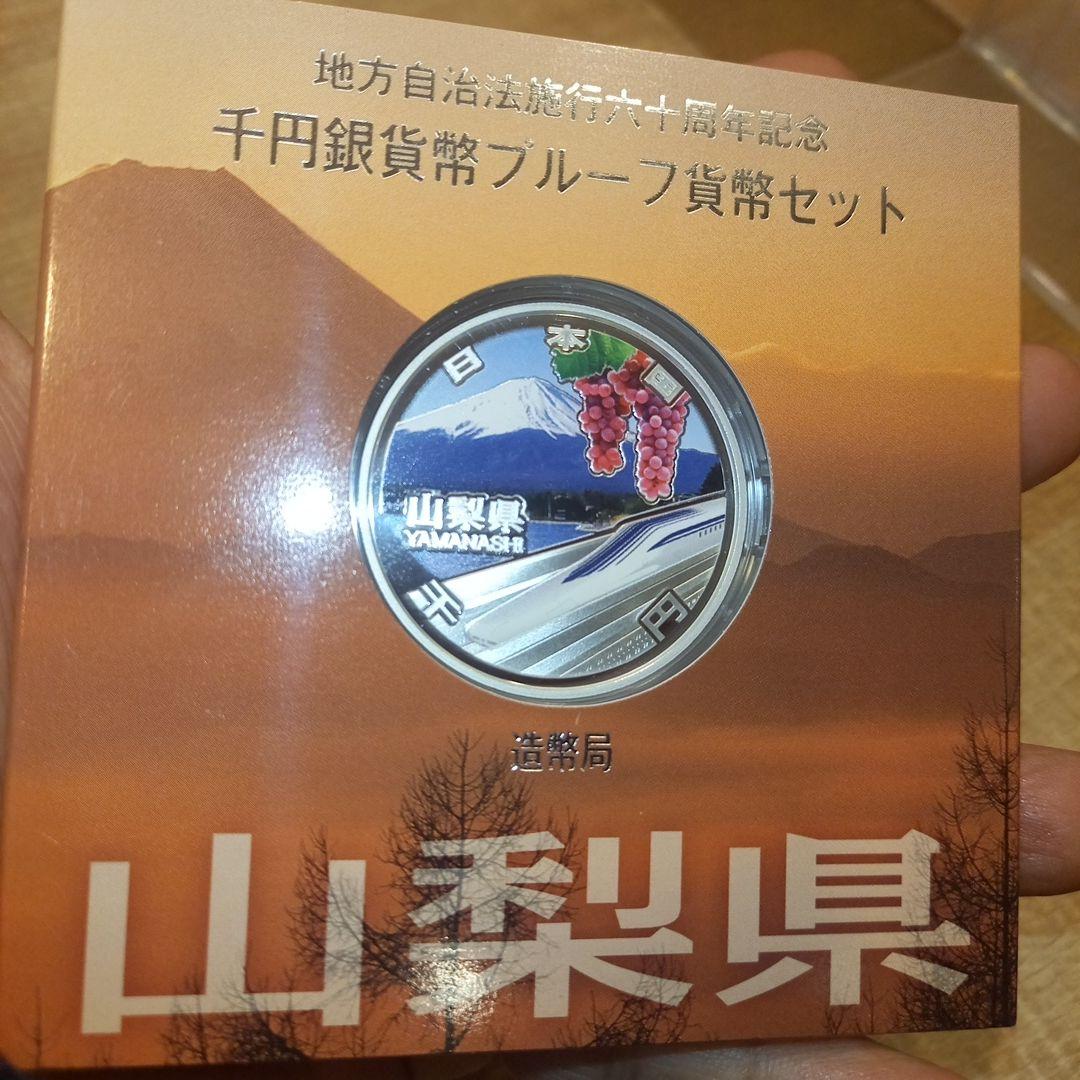 地方自治法施行六十周年記念
千円銀貨幣プルーフ貨幣セット
日本国
山梨県
YAMANASHI
千円
造幣局
山梨県